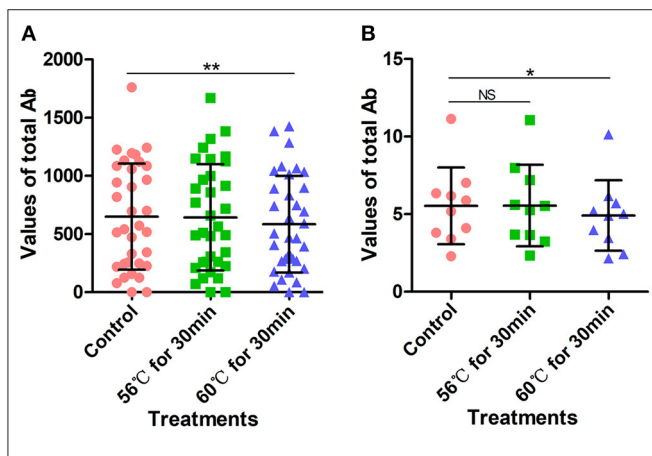 A
B
**
*
NS
Values of total Ab
2000
1500
1000
500
0
Control
56℃ for 30min
60℃ for 30min
Treatments
Values of total Ab
15
10
5
0
Control
56℃ for 30min
60℃ for 30min
Treatments